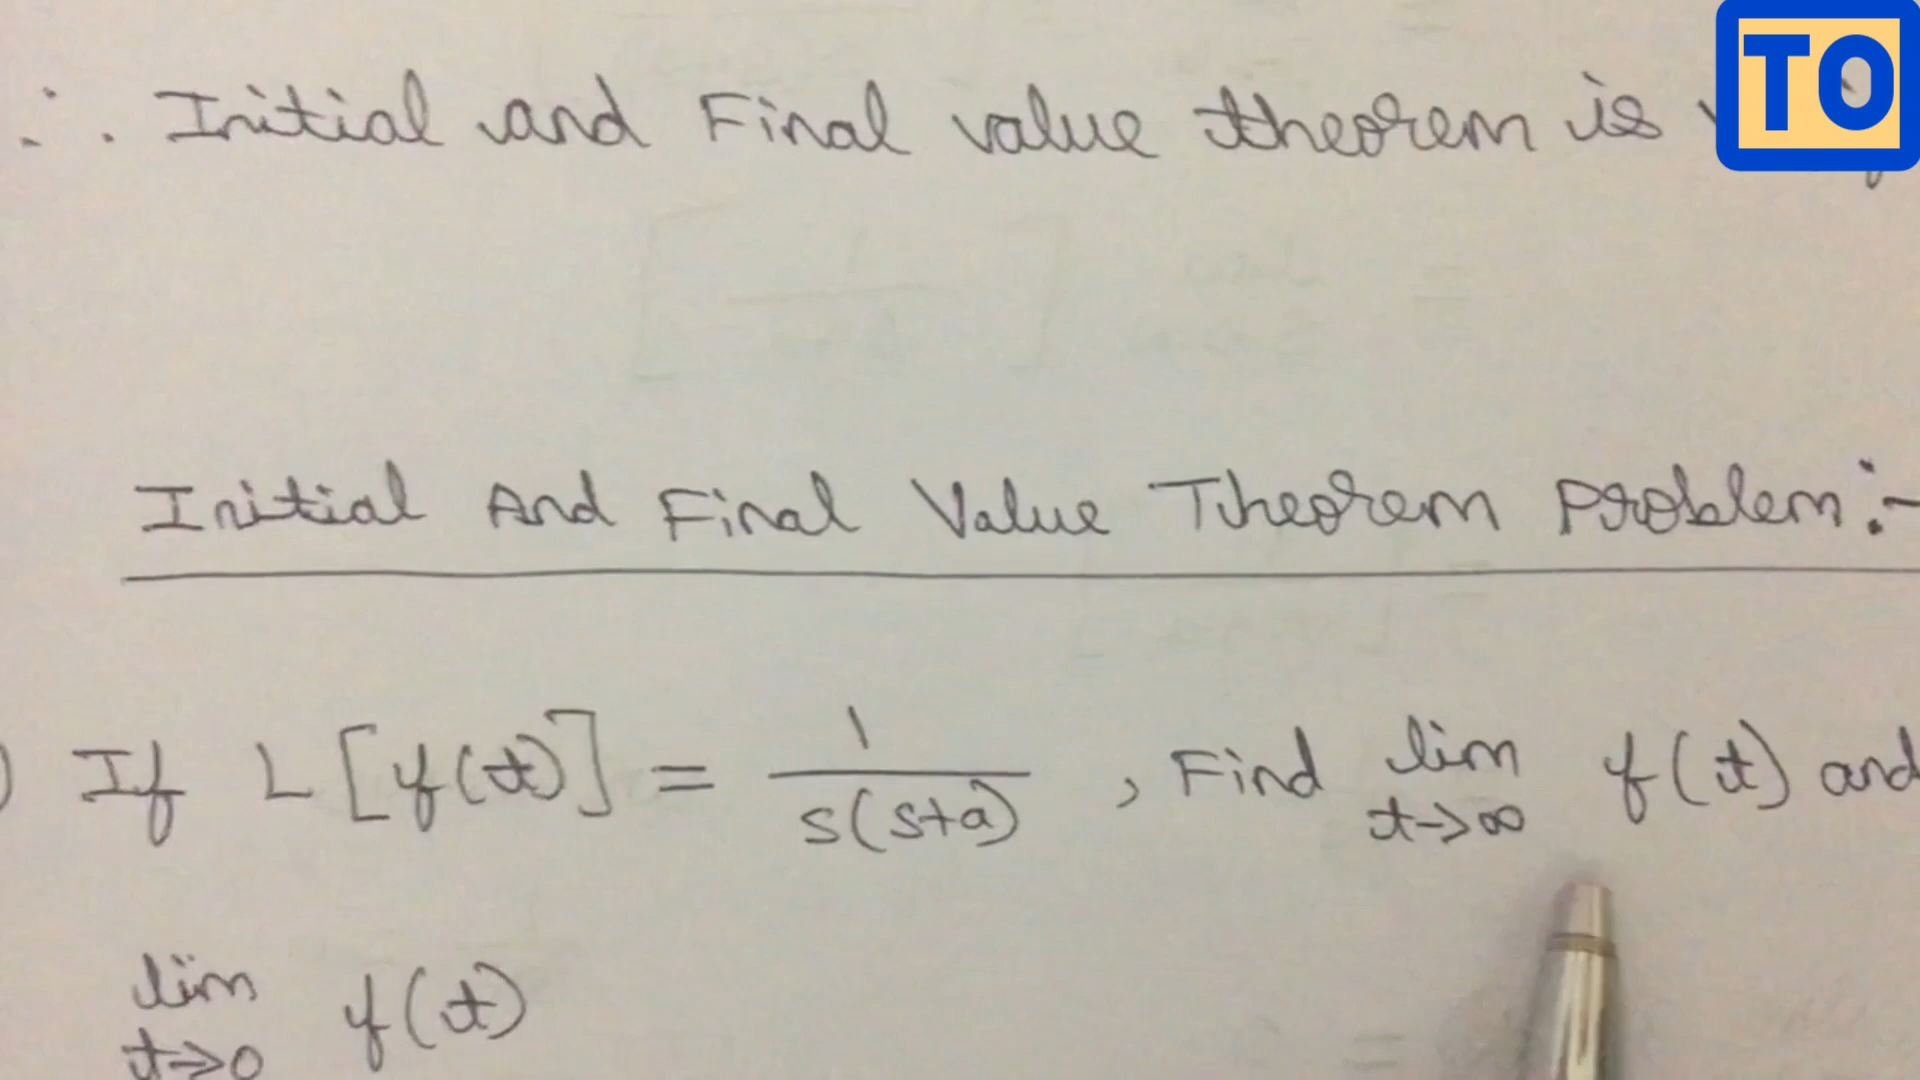 ∴ Initial and Final value theorem is
TO
Initial And Final Value Theorem Problem:-
) If L[f(t)] = 1/s(s+a) , Find lim t→∞ f(t) and
lim t→0 f(t)